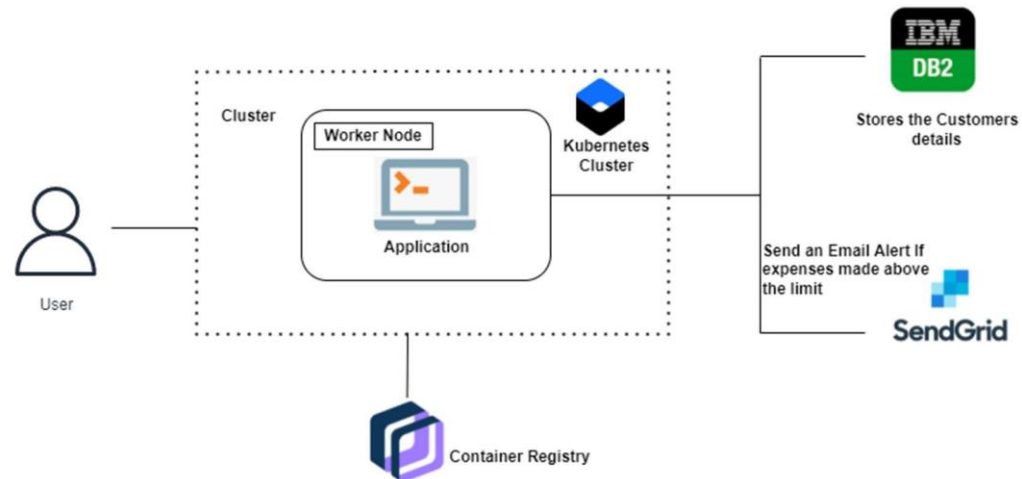 IBM
DB2
Stores the Customers
details
Cluster
Worker Node
Kubernetes
Cluster
Application
User
Send an Email Alert If
expenses made above
the limit
SendGrid
Container Registry